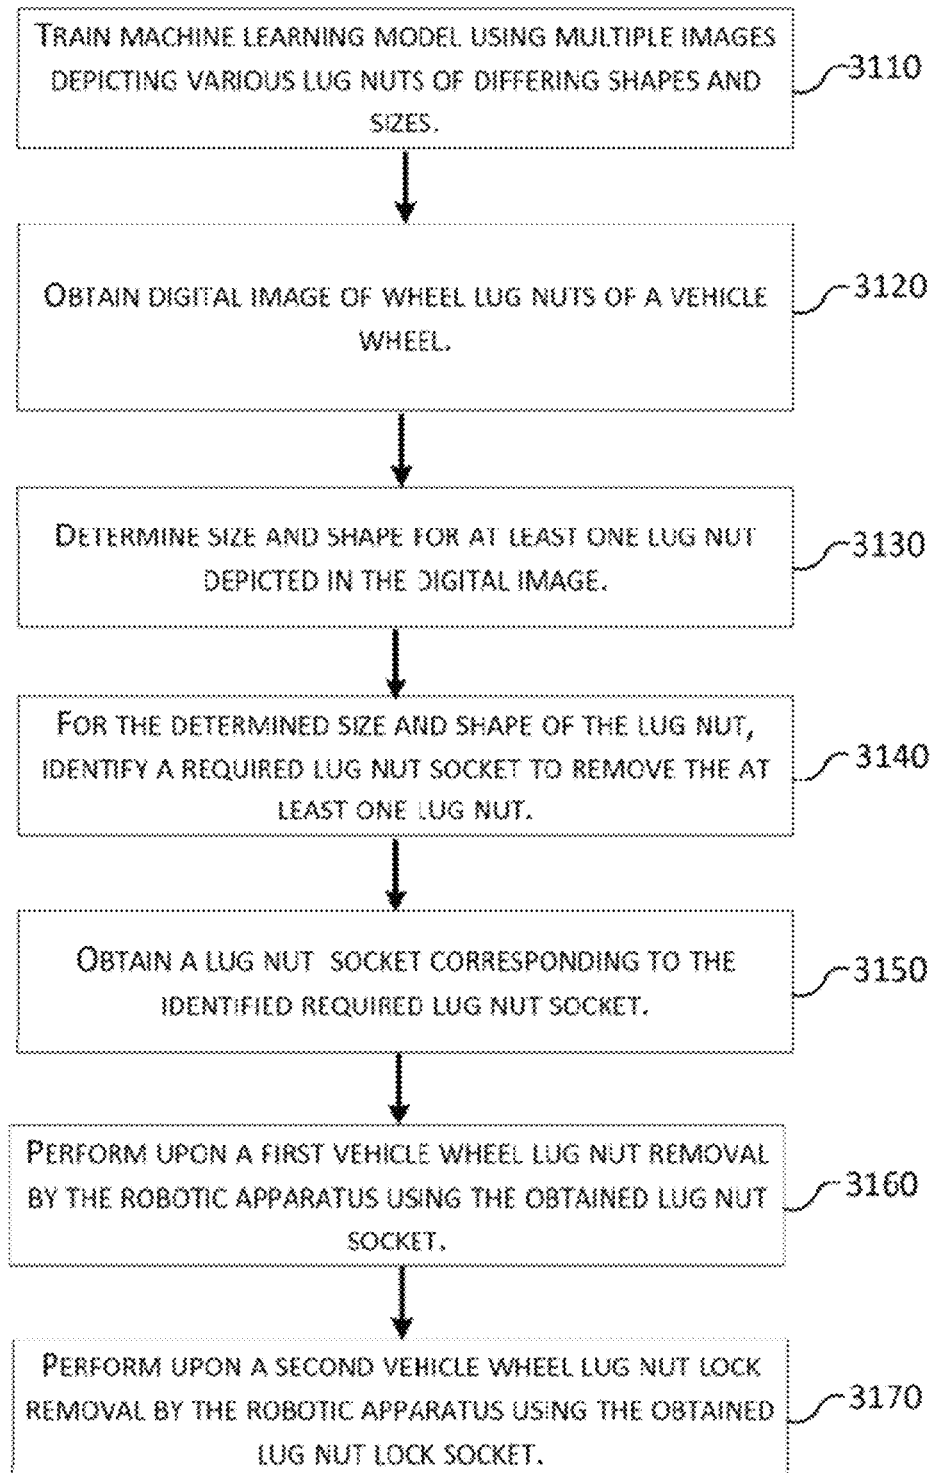 TRAIN MACHINE LEARNING MODEL USING MULTIPLE IMAGES
DEPICTING VARIOUS LUG NUTS OF DIFFERING SHAPES AND
SIZES.
3110
OBTAIN DIGITAL IMAGE OF WHEEL LUG NUTS OF A VEHICLE
WHEEL.
3120
DETERMINE SIZE AND SHAPE FOR AT LEAST ONE LUG NUT
DEPICTED IN THE DIGITAL IMAGE.
3130
FOR THE DETERMINED SIZE AND SHAPE OF THE LUG NUT,
IDENTIFY A REQUIRED LUG NUT SOCKET TO REMOVE THE AT
LEAST ONE LUG NUT.
3140
OBTAIN A LUG NUT SOCKET CORRESPONDING TO THE
IDENTIFIED REQUIRED LUG NUT SOCKET.
3150
PERFORM UPON A FIRST VEHICLE WHEEL LUG NUT REMOVAL
BY THE ROBOTIC APPARATUS USING THE OBTAINED LUG NUT
SOCKET.
3160
PERFORM UPON A SECOND VEHICLE WHEEL LUG NUT LOCK
REMOVAL BY THE ROBOTIC APPARATUS USING THE OBTAINED
LUG NUT LOCK SOCKET.
3170